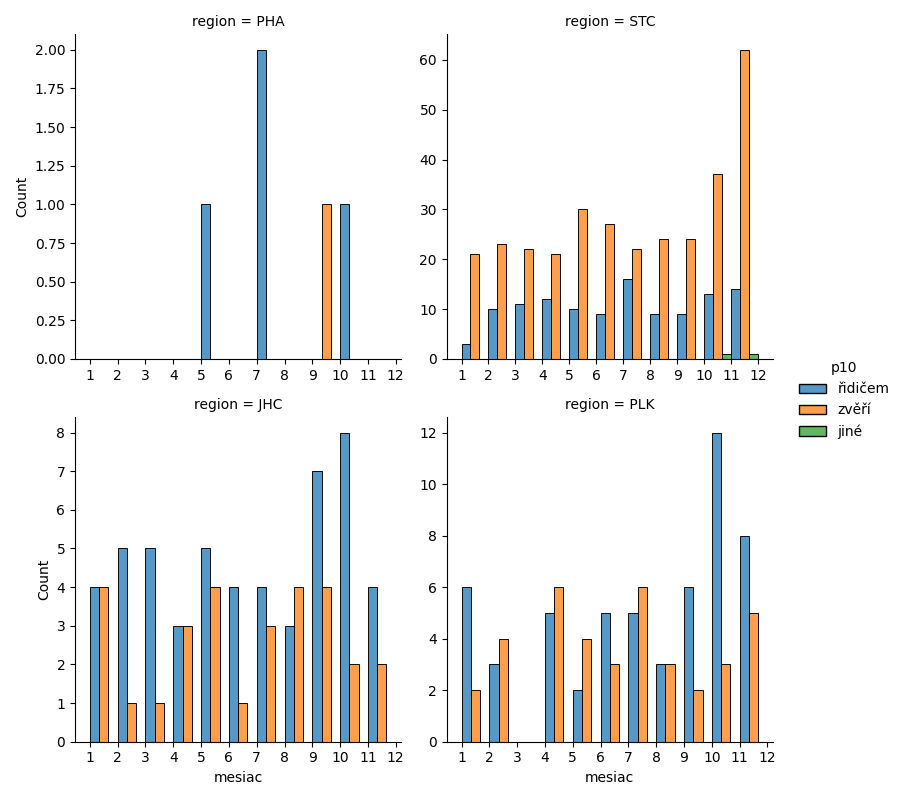 region = PHA
region = STC
Count
2.00
1.75
1.50
1.25
1.00
0.75
0.50
0.25
0.00
1 2 3 4 5 6 7 8 9 10 11 12
60
50
40
30
20
10
0
1 2 3 4 5 6 7 8 9 10 11 12
region = JHC
region = PLK
Count
8
7
6
5
4
3
2
1
0
1 2 3 4 5 6 7 8 9 10 11 12
mesiac
12
10
8
6
4
2
0
1 2 3 4 5 6 7 8 9 10 11 12
mesiac
p10
řidičem
zvěří
jiné